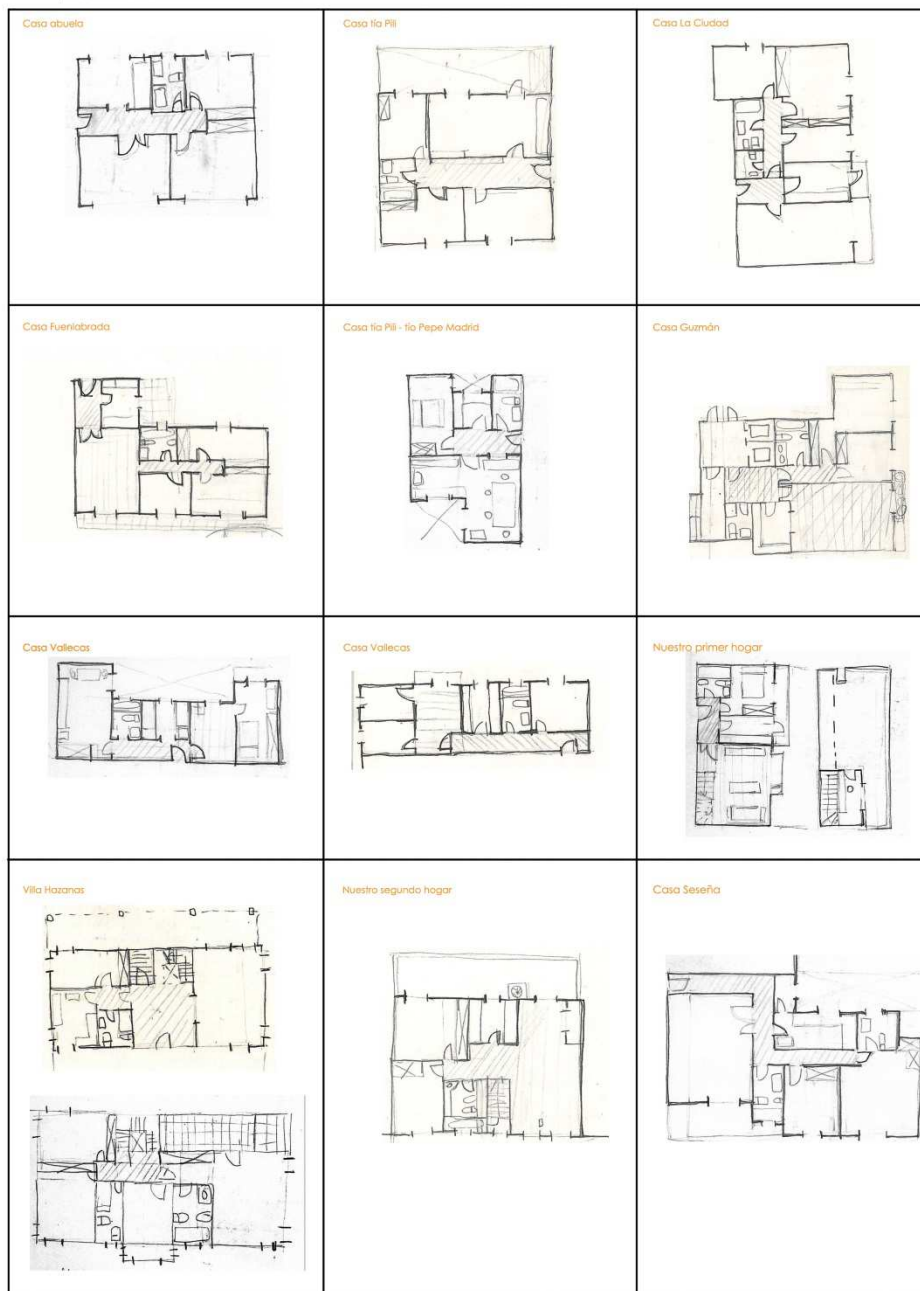 Casa abuela
Casa tía Pili
Casa La Ciudad
Casa Fuenlabrada
Casa tía Pili - tío Pepe Madrid
Casa Guzmán
Casa Vallecas
Casa Vallecas
Nuestro primer hogar
Villa Hazanas
Nuestro segundo hogar
Casa Seseña